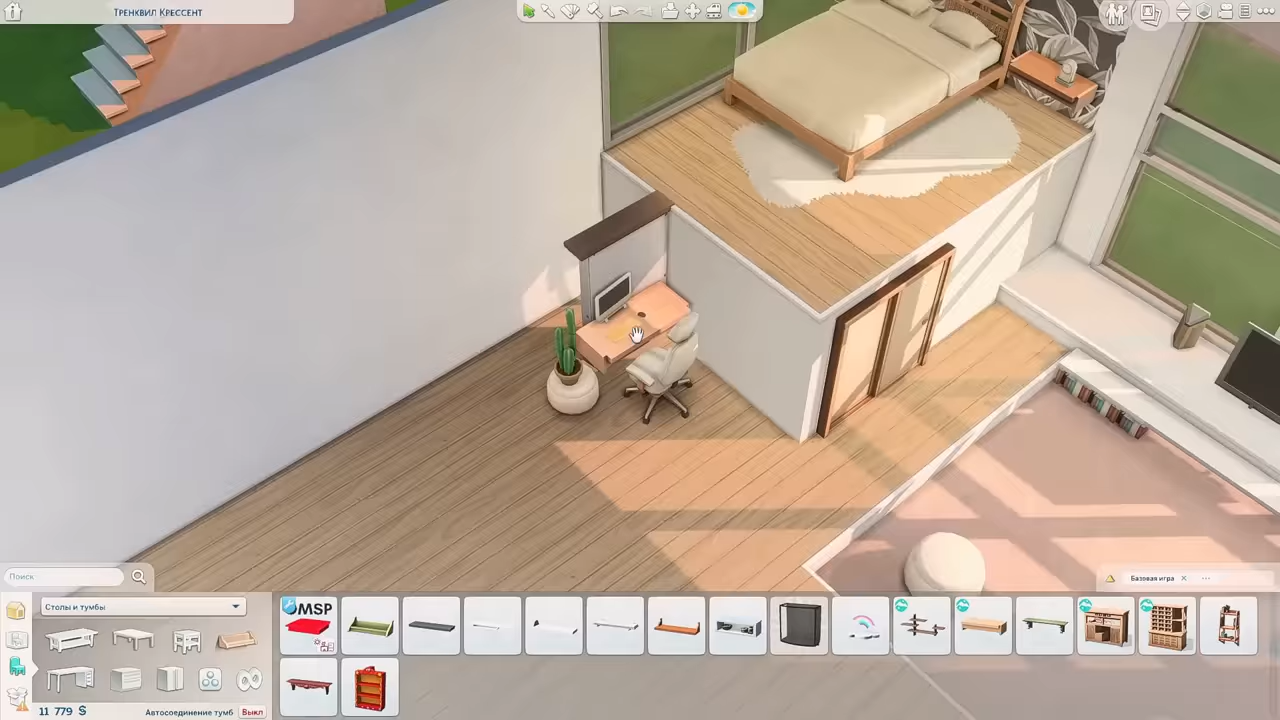 ТРЕНКВИЛ КРЕССЕНТ
Базовая игра
Поиск
Столы и тумбы
MSP
11 779 $
Автосоединение тумб
Выкл